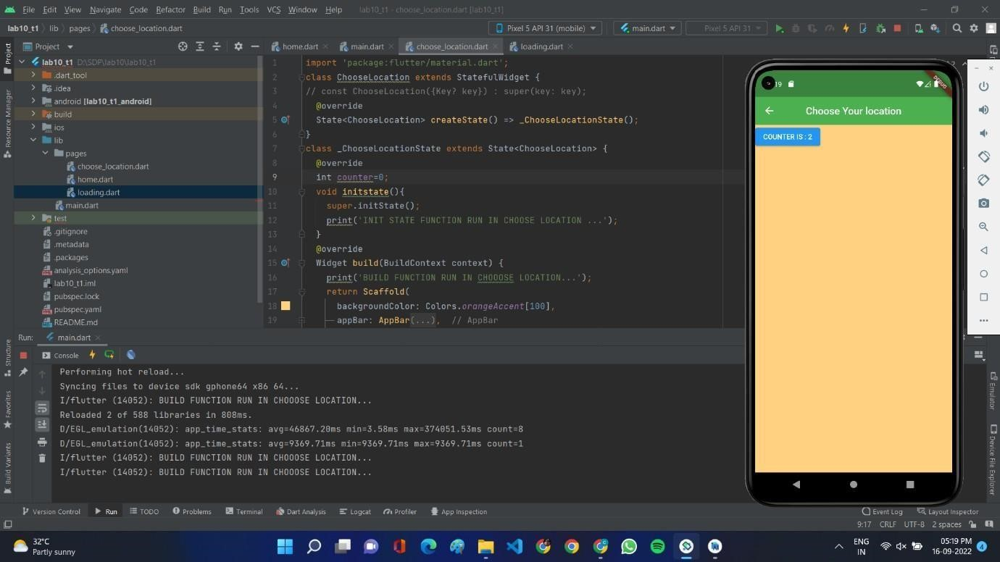 File Edit View Navigate Code Refactor Build Run Tools VCS Window Help lab10_t1 - choose_location.dart [lab10_t1]
lab10_t1 lib pages choose_location.dart Pixel 5 API 31 (mobile) main.dart Pixel 5 API 31
Project home.dart main.dart choose_location.dart loading.dart
Project
Resource Manager
lab10_t1 D:\SDP\lab10\lab10_t1
.dart_tool
.idea
android [lab10_t1_android]
build
ios
lib
pages
choose_location.dart
home.dart
loading.dart
main.dart
test
.gitignore
.metadata
.packages
analysis_options.yaml
lab10_t1.iml
pubspec.lock
pubspec.yaml
README.md
1 import 'package:flutter/material.dart';
2 class ChooseLocation extends StatefulWidget {
3 // const ChooseLocation({Key? key}) : super(key: key);
4 @override
5 State<ChooseLocation> createState() => _ChooseLocationState();
6 }
7 class _ChooseLocationState extends State<ChooseLocation> {
8 @override
9 int counter=0;
10 void initstate(){
11 super.initState();
12 print('INIT STATE FUNCTION RUN IN CHOOSE LOCATION ...');
13 }
14 @override
15 Widget build(BuildContext context) {
16 print('BUILD FUNCTION RUN IN CHOOOSE LOCATION...');
17 return Scaffold(
18 backgroundColor: Colors.orangeAccent[100],
19 appBar: AppBar(...), // AppBar
19
DEBUG
Choose Your location
COUNTER IS : 2
Run: main.dart
Console
Structure
Favorites
Build Variants
Performing hot reload...
Syncing files to device sdk gphone64 x86 64...
I/flutter (14052): BUILD FUNCTION RUN IN CHOOOSE LOCATION...
Reloaded 2 of 588 libraries in 808ms.
D/EGL_emulation(14052): app_time_stats: avg=46867.20ms min=3.58ms max=374051.53ms count=8
D/EGL_emulation(14052): app_time_stats: avg=9369.71ms min=9369.71ms max=9369.71ms count=1
I/flutter (14052): BUILD FUNCTION RUN IN CHOOOSE LOCATION...
I/flutter (14052): BUILD FUNCTION RUN IN CHOOOSE LOCATION...
Emulator
Device File Explorer
Version Control Run TODO Problems Terminal Dart Analysis Logcat Profiler App Inspection Event Log Layout Inspector
9:17 CRLF UTF-8 2 spaces
32°C
Partly sunny
ENG
IN
05:19 PM
16-09-2022
4